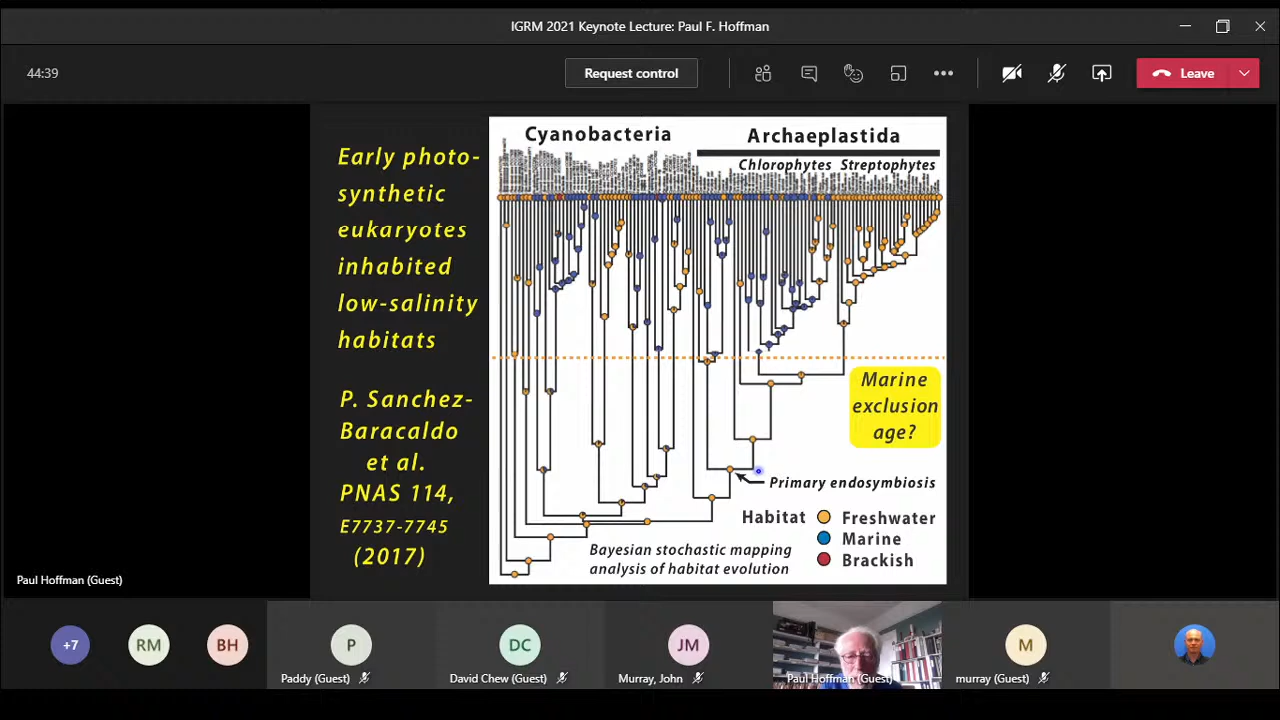 IGRM 2021 Keynote Lecture: Paul F. Hoffman
44:39
Request control
Leave
Early photo-
synthetic
eukaryotes
inhabited
low-salinity
habitats
P. Sanchez-
Baracaldo
et al.
PNAS 114,
E7737-7745
(2017)
Cyanobacteria
Archaeplastida
Chlorophytes Streptophytes
Marine
exclusion
age?
Primary endosymbiosis
Habitat
Freshwater
Marine
Brackish
Bayesian stochastic mapping
analysis of habitat evolution
Paul Hoffman (Guest)
+7
RM
BH
P
Paddy (Guest)
DC
David Chew (Guest)
JM
Murray, John
Paul Hoffman (Guest)
M
murray (Guest)